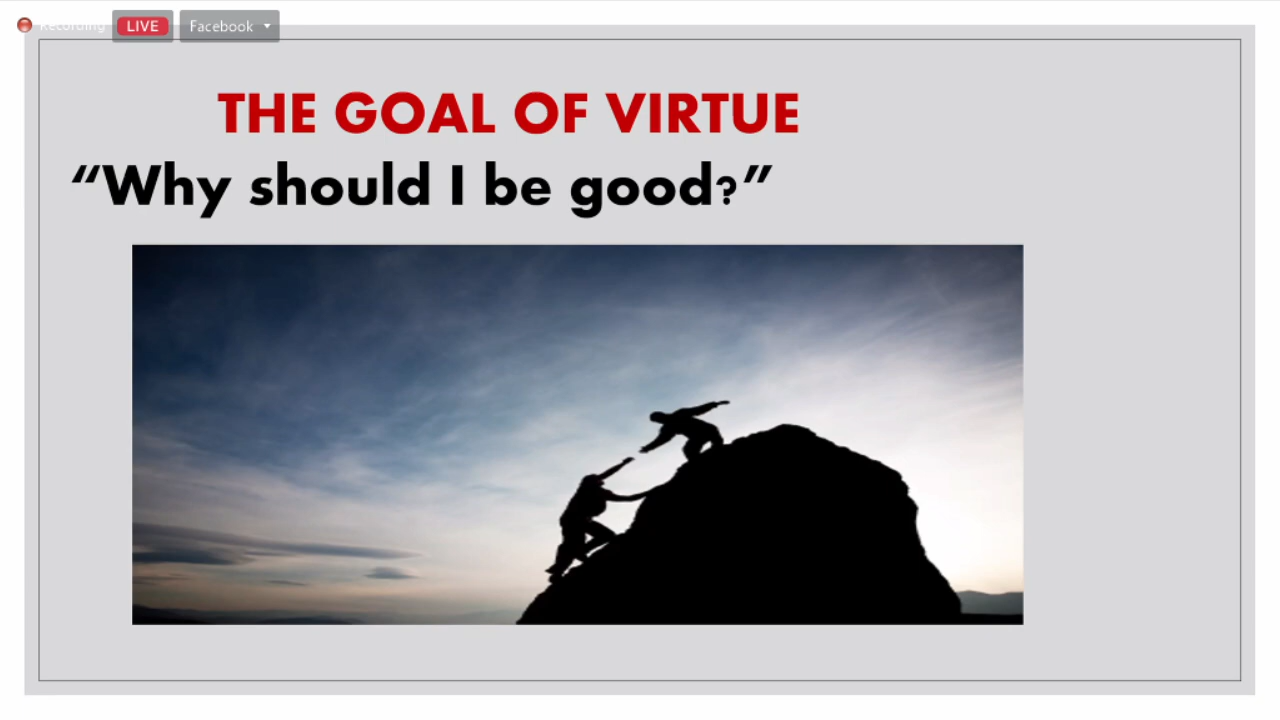 Recording LIVE Facebook
THE GOAL OF VIRTUE
“Why should I be good?”